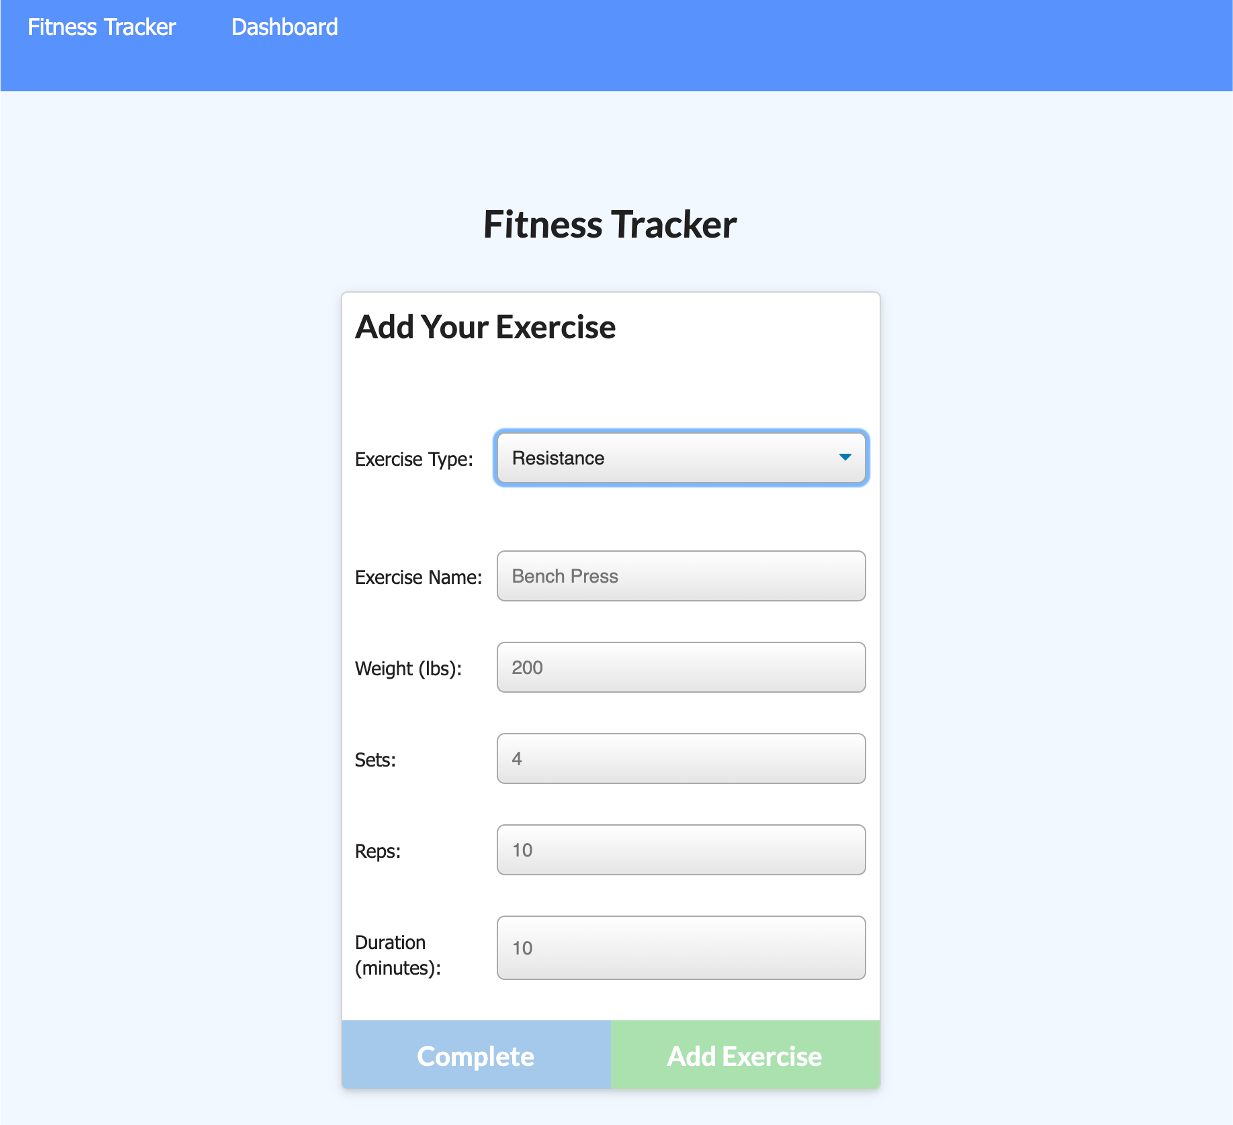 Fitness Tracker Dashboard
Fitness Tracker
Add Your Exercise
Exercise Type: Resistance
Exercise Name: Bench Press
Weight (lbs): 200
Sets: 4
Reps: 10
Duration
(minutes): 10
Complete Add Exercise